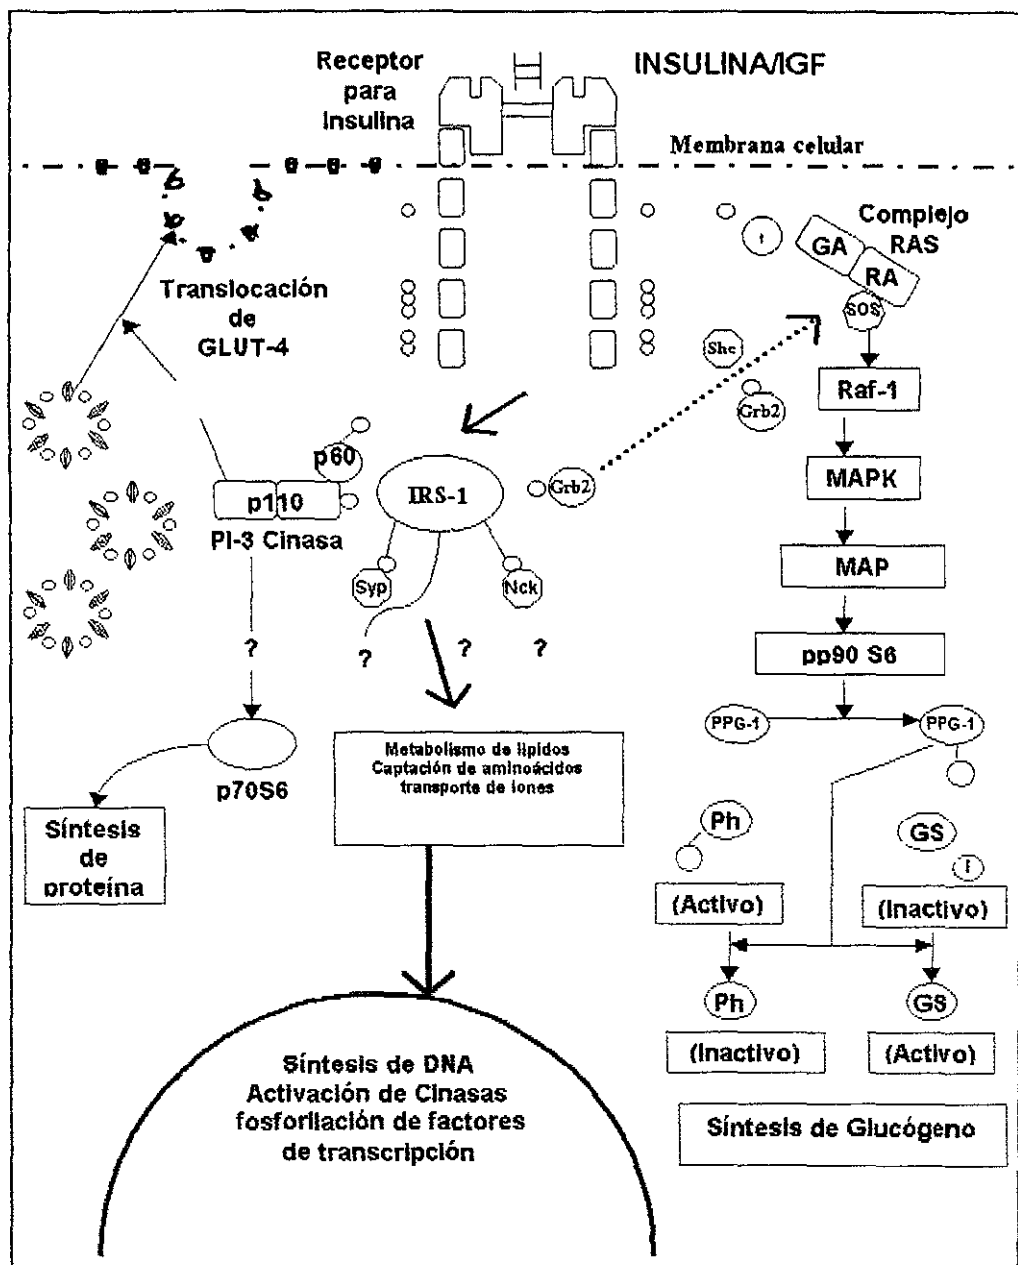 Receptor
para
Insulina
INSULINA/IGF
Membrana celular
Complejo
RAS
GA
RA
SOS
Translocación
de
GLUT-4
Shc
Grb2
Raf-1
MAPK
MAP
pp90 S6
p60
p110
PI-3 Cinasa
IRS-1
Grb2
Syp
Nck
?
?
?
?
p70S6
Síntesis
de
proteína
Metabolismo de lípidos
Captación de aminoácidos
transporte de iones
PPG-1
PPG-1
Ph
GS
(Activo)
(Inactivo)
Ph
GS
(Inactivo)
(Activo)
Síntesis de Glucógeno
Síntesis de DNA
Activación de Cinasas
fosforilación de factores
de transcripción